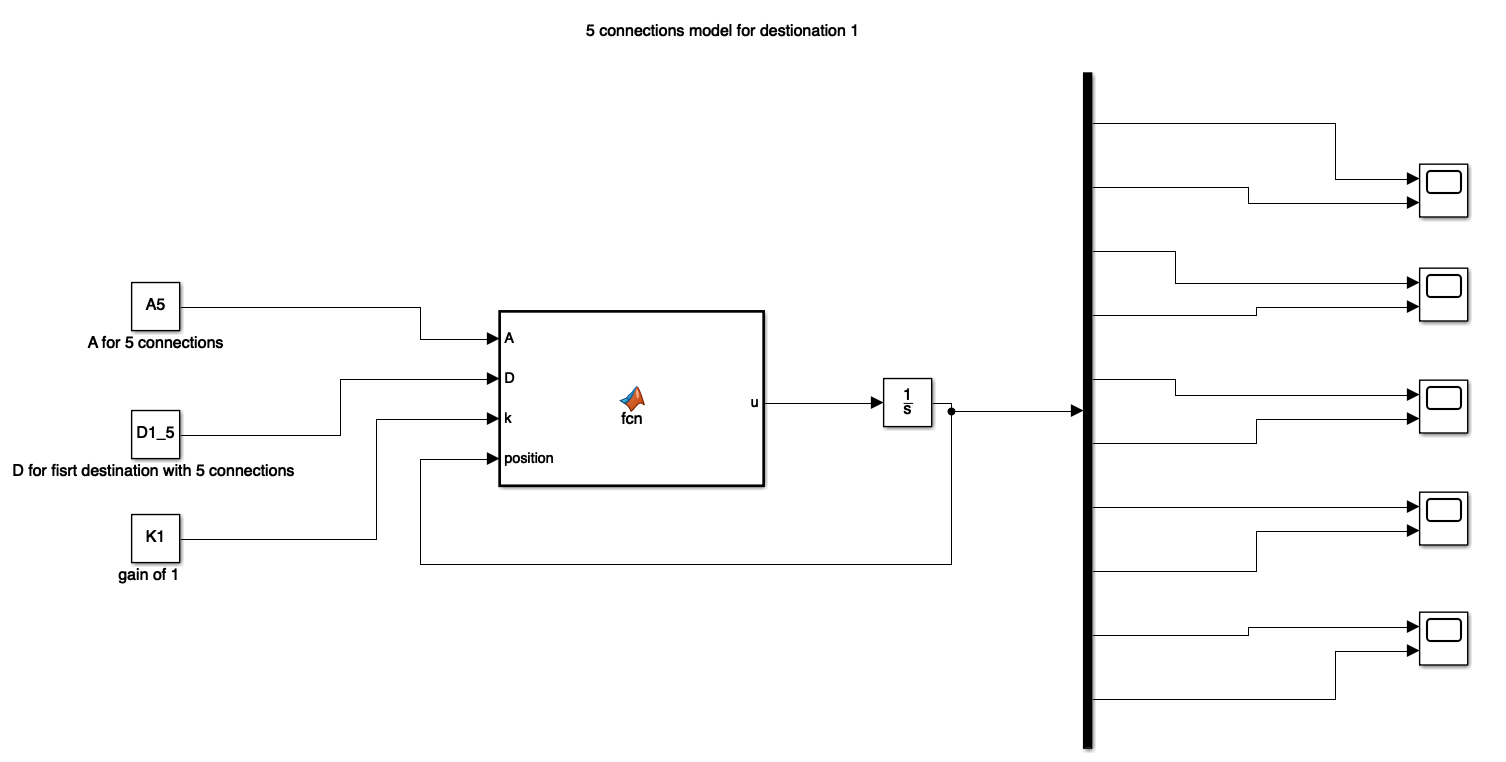 5 connections model for destionation 1
A5
A for 5 connections
D1_5
D for fisrt destination with 5 connections
K1
gain of 1
A
D
k
position
fcn
u
1
s